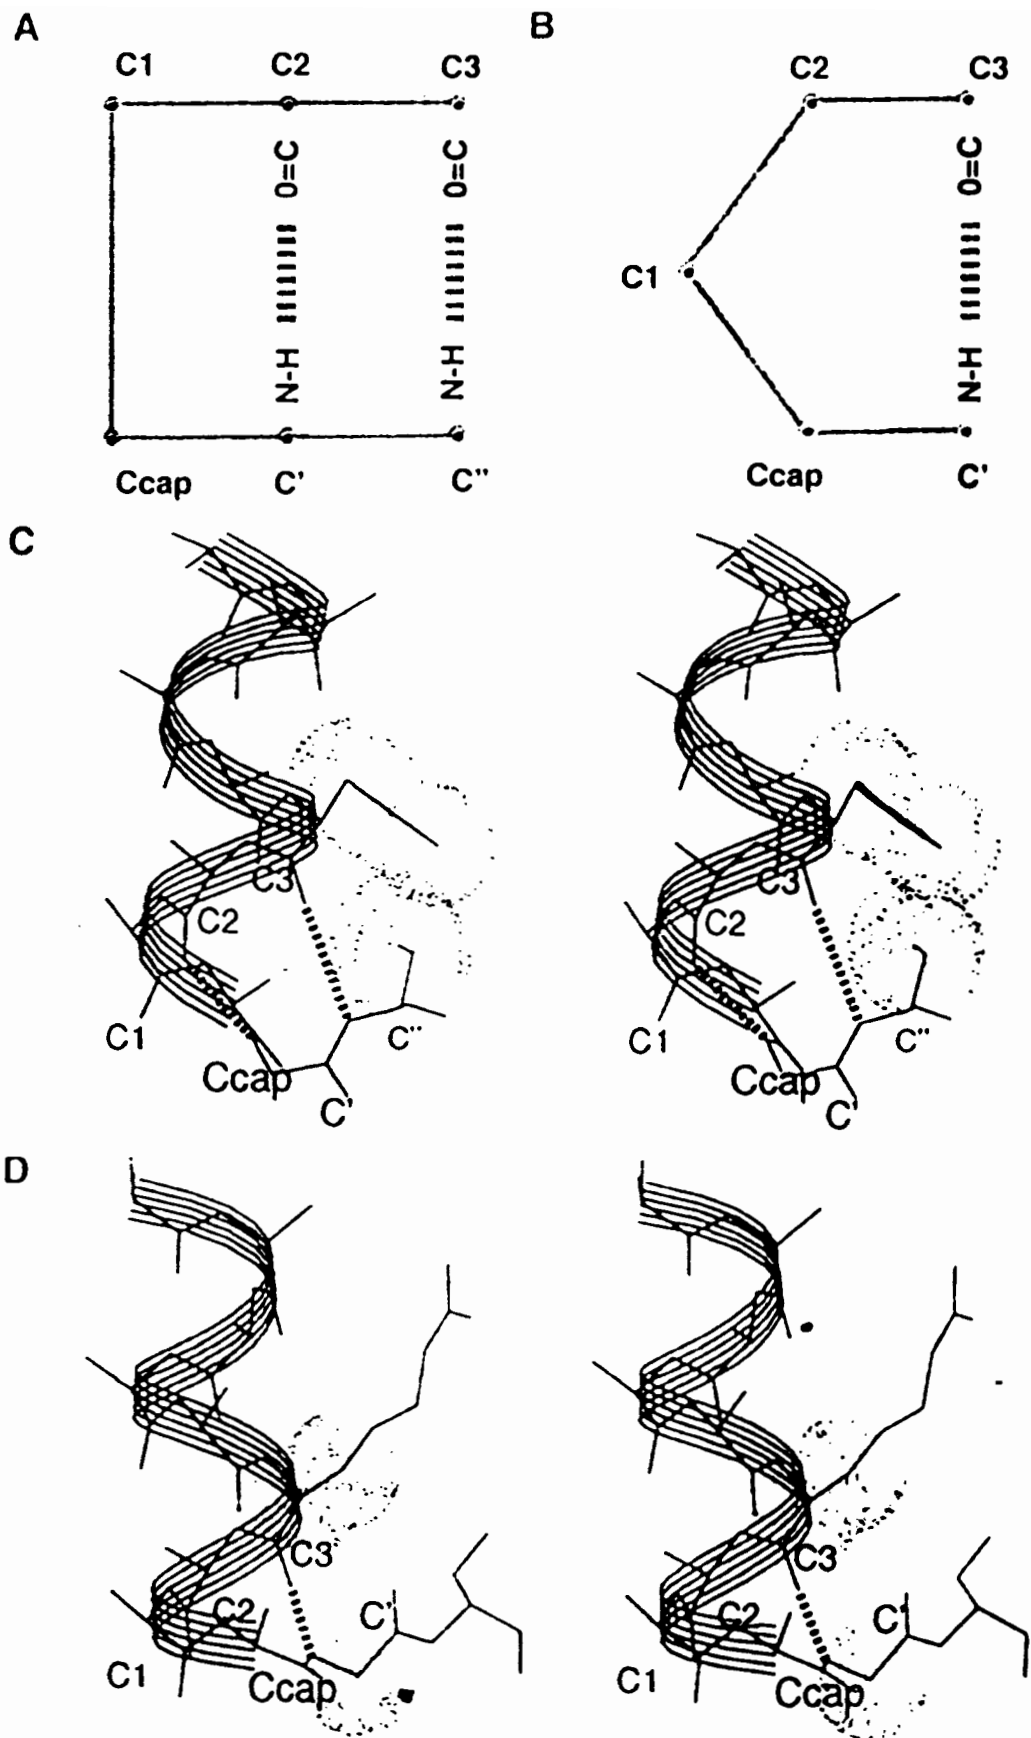 A
B
C1 C2 C3
C2 C3
O=C O=C
O=C
C1
N-H N-H
N-H
Ccap C' C''
Ccap C'
C
C3 C3
C2 C2
C1 C'' C1 C''
Ccap Ccap
C' C'
D
C3 C3
C2 C' C2 C'
C1 Ccap C1 Ccap